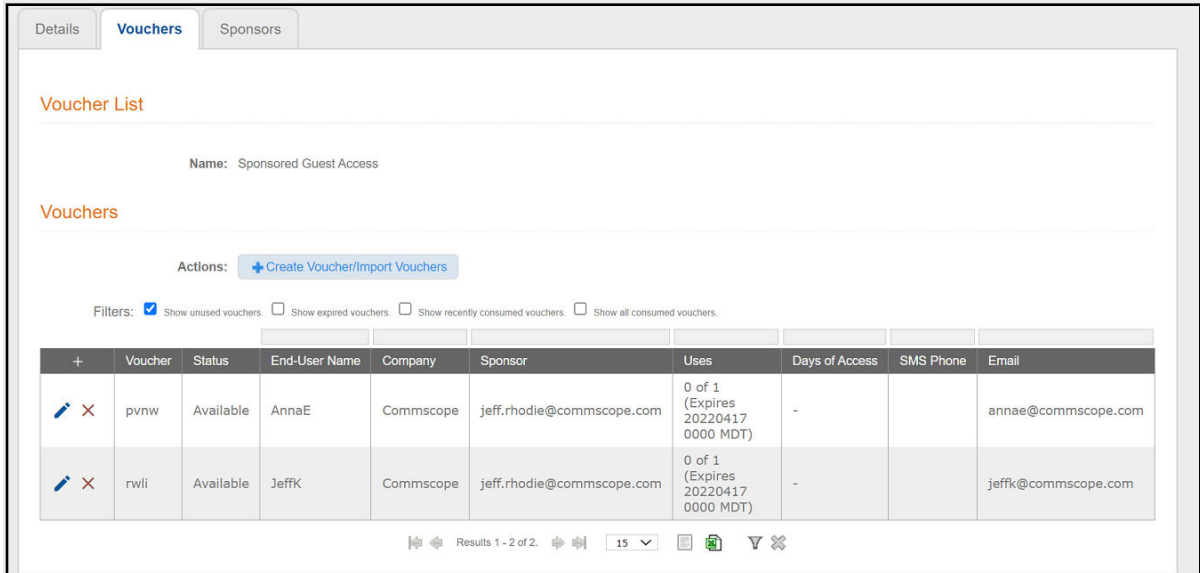 Details Vouchers Sponsors
Voucher List
Name: Sponsored Guest Access
Vouchers
Actions: +Create Voucher/Import Vouchers
Filters: Show unused vouchers. Show expired vouchers. Show recently consumed vouchers. Show all consumed vouchers.
+ Voucher Status End-User Name Company Sponsor Uses Days of Access SMS Phone Email
pvnw Available AnnaE Commscope jeff.rhodie@commscope.com 0 of 1 (Expires 20220417 0000 MDT) - annae@commscope.com
rwli Available JeffK Commscope jeff.rhodie@commscope.com 0 of 1 (Expires 20220417 0000 MDT) - jeffk@commscope.com
Results 1 - 2 of 2. 15